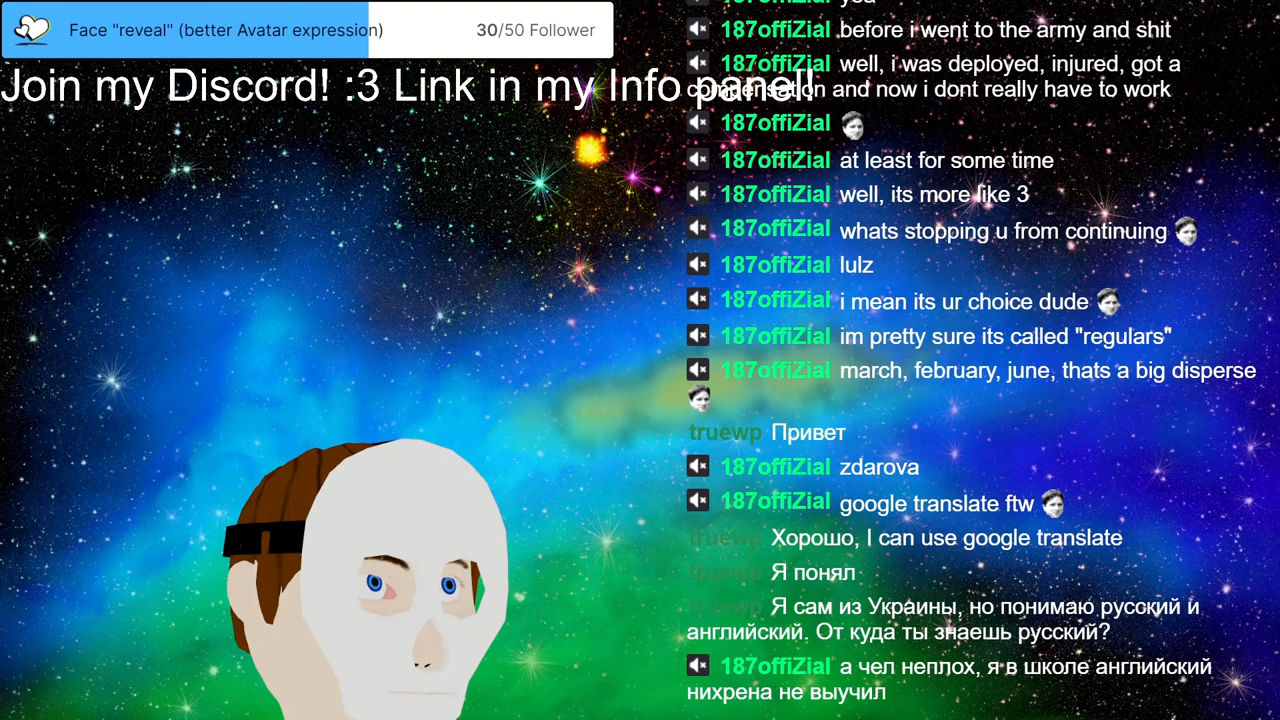 Face "reveal" (better Avatar expression) 30/50 Follower
Join my Discord! :3 Link in my Info panel!
187offiZial yea
187offiZial before i went to the army and shit
187offiZial well, i was deployed, injured, got a
compensation and now i dont really have to work
187offiZial
187offiZial at least for some time
187offiZial well, its more like 3
187offiZial whats stopping u from continuing
187offiZial lulz
187offiZial i mean its ur choice dude
187offiZial im pretty sure its called "regulars"
187offiZial march, february, june, thats a big disperse
truewp Привет
187offiZial zdarova
187offiZial google translate ftw
truewp Хорошо, I can use google translate
truewp Я понял
truewp Я сам из Украины, но понимаю русский и
английский. От куда ты знаешь русский?
187offiZial а чел неплох, я в школе английский
нихрена не выучил